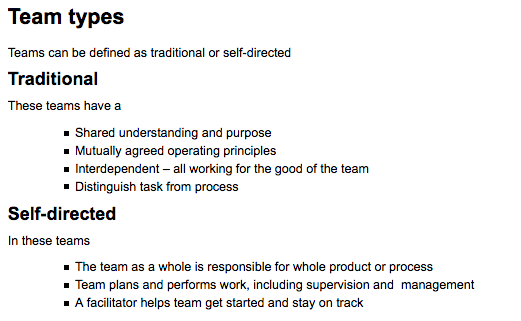 Team types
Teams can be defined as traditional or self-directed
Traditional
These teams have a
▪ Shared understanding and purpose
▪ Mutually agreed operating principles
▪ Interdependent – all working for the good of the team
▪ Distinguish task from process
Self-directed
In these teams
▪ The team as a whole is responsible for whole product or process
▪ Team plans and performs work, including supervision and  management
▪ A facilitator helps team get started and stay on track